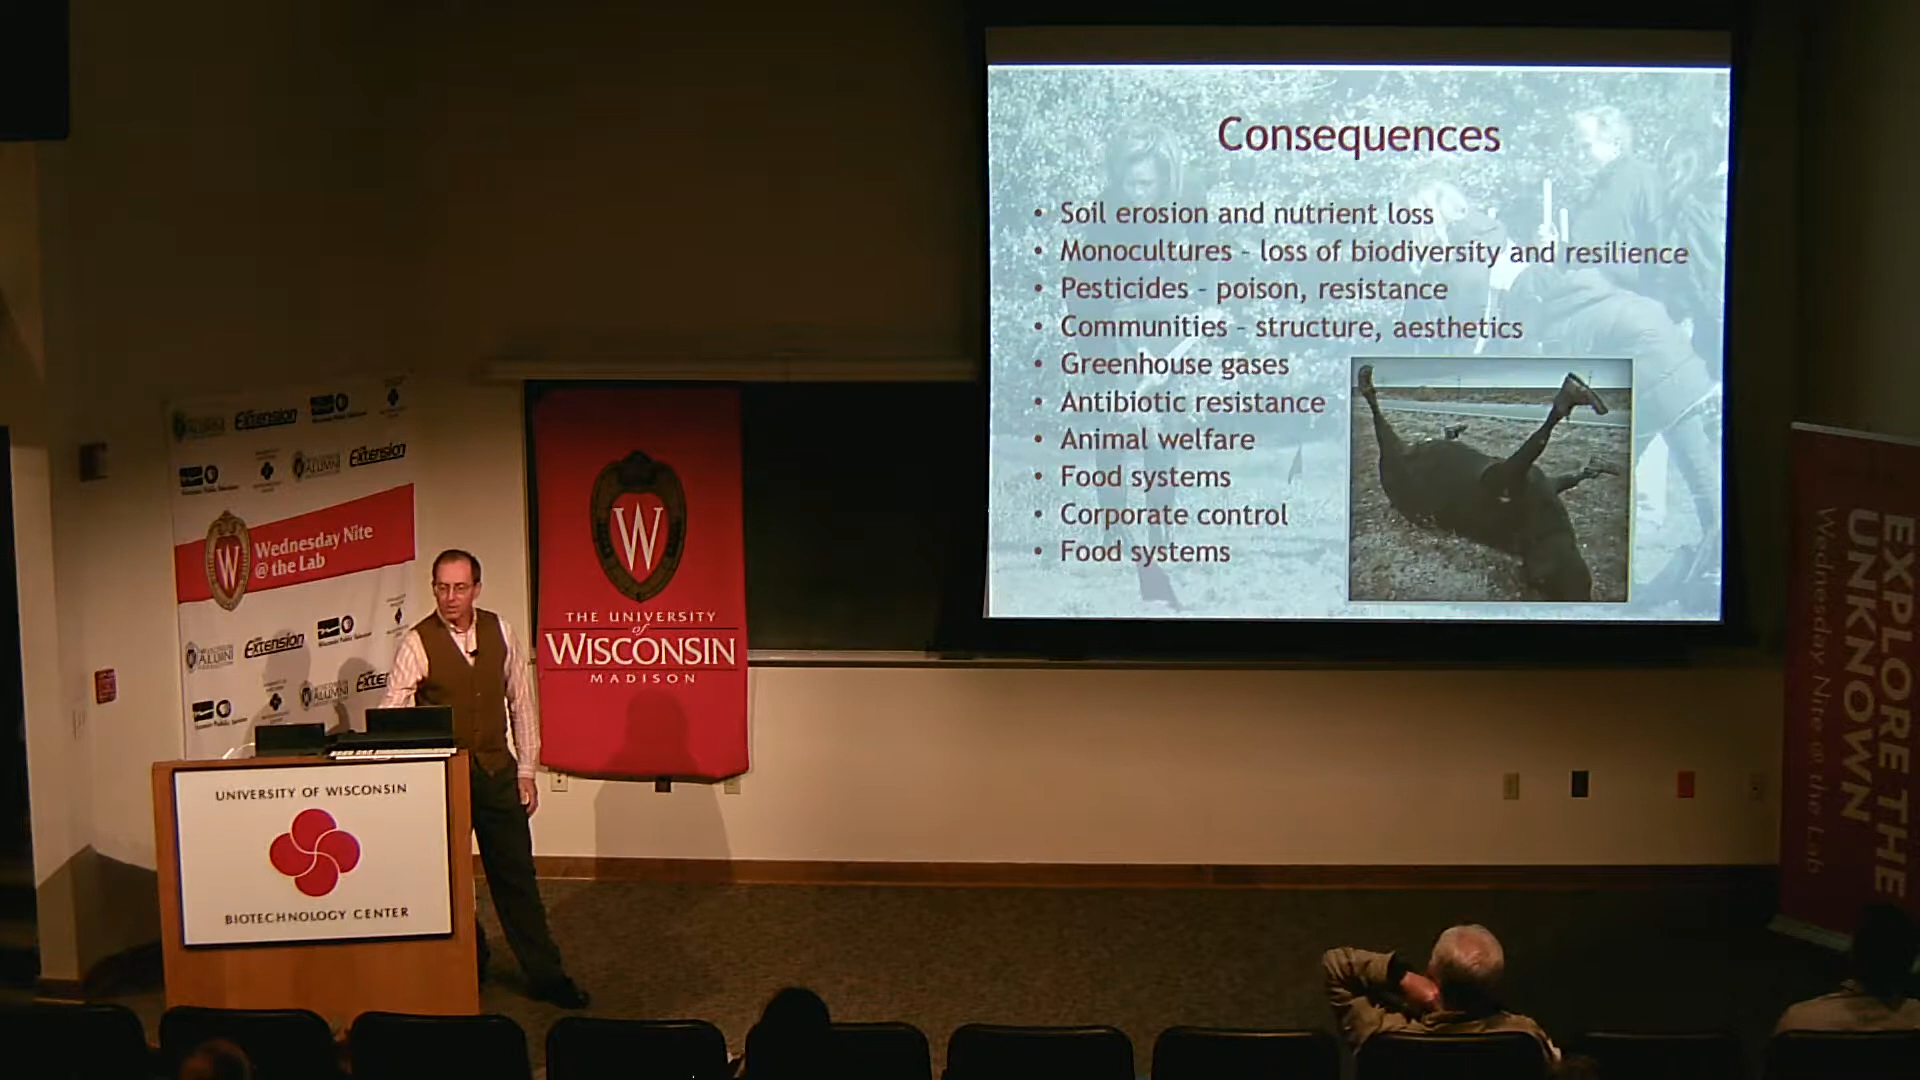 Consequences
• Soil erosion and nutrient loss
• Monocultures - loss of biodiversity and resilience
• Pesticides - poison, resistance
• Communities - structure, aesthetics
• Greenhouse gases
• Antibiotic resistance
• Animal welfare
• Food systems
• Corporate control
• Food systems
Extension
Extension
W
Wednesday Nite
@ the Lab
ALUMNI
Extension
W
THE UNIVERSITY
of
WISCONSIN
MADISON
UNIVERSITY OF WISCONSIN
BIOTECHNOLOGY CENTER
EXPLORE THE
UNKNOWN
Wednesday Nite @ the Lab